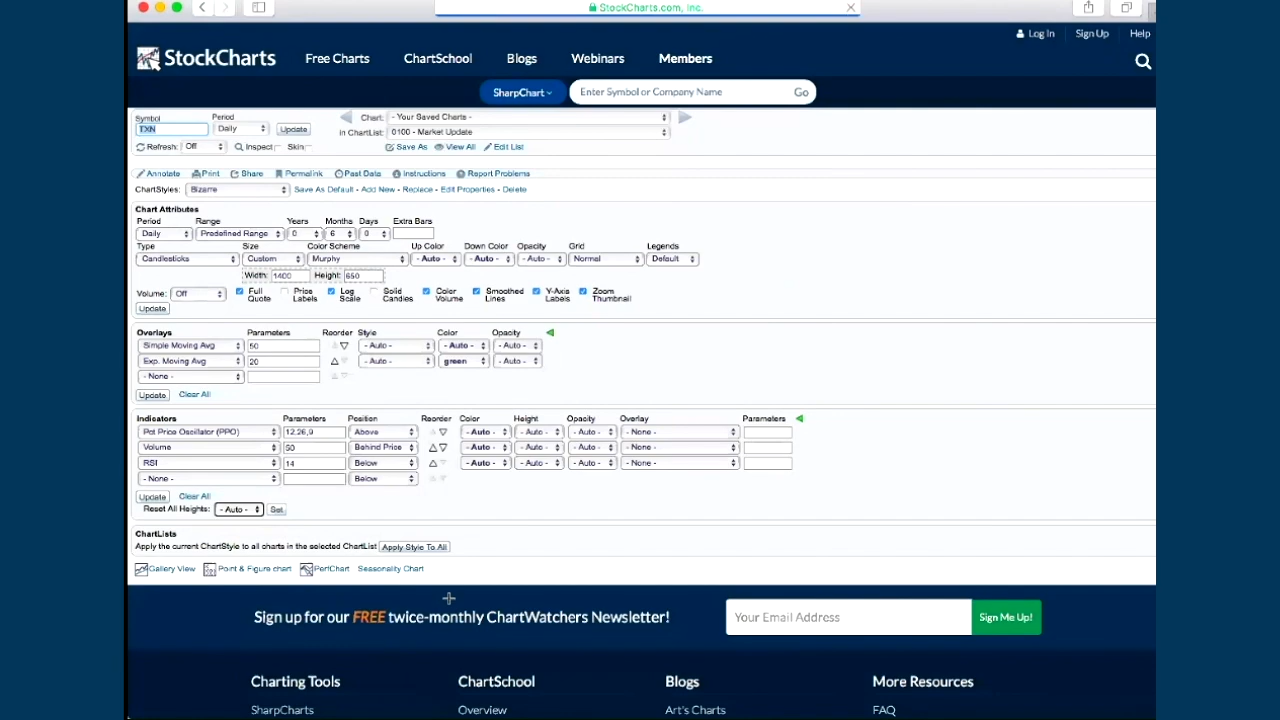 StockCharts.com, Inc.
Log In Sign Up Help
StockCharts Free Charts ChartSchool Blogs Webinars Members
SharpChart Enter Symbol or Company Name Go
Symbol Period Chart: - Your Saved Charts -
TXN Daily Update in ChartList: 0100 - Market Update
Refresh: Off Inspect Skin: Save As View All Edit List
Annotate Print Share Permalink Past Data Instructions Report Problems
ChartStyles: Bizarre Save As Default - Add New - Replace - Edit Properties - Delete
Chart Attributes
Period Range Years Months Days Extra Bars
Daily Predefined Range 0 6 0
Type Size Color Scheme Up Color Down Color Opacity Grid Legends
Candlesticks Custom Murphy - Auto - - Auto - - Auto - Normal Default
Width: 1400 Height: 650
Volume: Off Full Quote Price Labels Log Scale Solid Candles Color Volume Smoothed Lines Y-Axis Labels Zoom Thumbnail
Update
Overlays Parameters Reorder Style Color Opacity
Simple Moving Avg 50 - Auto - - Auto - - Auto -
Exp. Moving Avg 20 - Auto - green - Auto -
- None -
Update Clear All
Indicators Parameters Position Reorder Color Height Opacity Overlay Parameters
Pct Price Oscillator (PPO) 12,26,9 Above - Auto - - Auto - - Auto - - None -
Volume 50 Behind Price - Auto - - Auto - - Auto - - None -
RSI 14 Below - Auto - - Auto - - Auto - - None -
- None - Below
Update Clear All
Reset All Heights: - Auto - Set
ChartLists
Apply the current ChartStyle to all charts in the selected ChartList Apply Style To All
Gallery View Point & Figure chart PerfChart Seasonality Chart
Sign up for our FREE twice-monthly ChartWatchers Newsletter! Your Email Address Sign Me Up!
Charting Tools ChartSchool Blogs More Resources
SharpCharts Overview Art's Charts FAQ